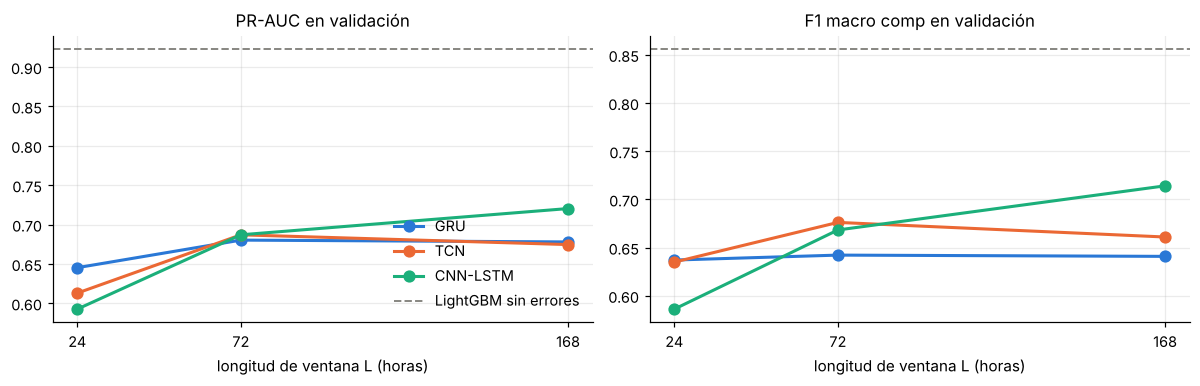 PR-AUC en validación
0.90
0.85
0.80
0.75
0.70
0.65
0.60
24
72
168
longitud de ventana L (horas)
GRU
TCN
CNN-LSTM
LightGBM sin errores
F1 macro comp en validación
0.85
0.80
0.75
0.70
0.65
0.60
24
72
168
longitud de ventana L (horas)